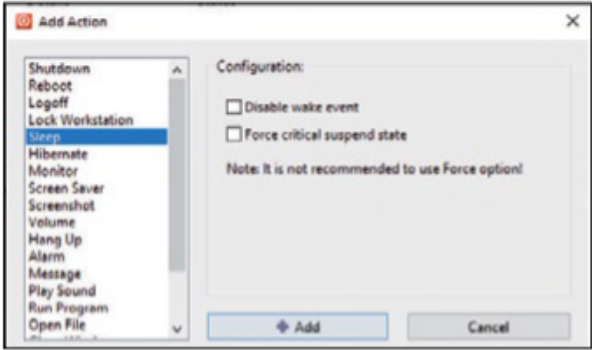 Add Action
Shutdown
Reboot
Logoff
Lock Workstation
Sleep
Hibernate
Monitor
Screen Saver
Screenshot
Volume
Hang Up
Alarm
Message
Play Sound
Run Program
Open File
Configuration:
Disable wake event
Force critical suspend state
Note: It is not recommended to use Force option!
Add
Cancel